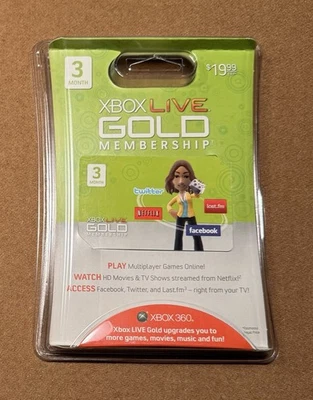 3
MONTH
$19.99
XBOX LIVE
GOLD
MEMBERSHIP
3
MONTH
twitter
XBOX LIVE
GOLD
NETFLIX
last.fm
facebook
PLAY Multiplayer Games Online!
WATCH HD Movies & TV Shows streamed from Netflix!
ACCESS Facebook, Twitter, and Last.fm² – right from your TV!
XBOX 360
Xbox LIVE Gold upgrades you to
more games, movies, music and fun!